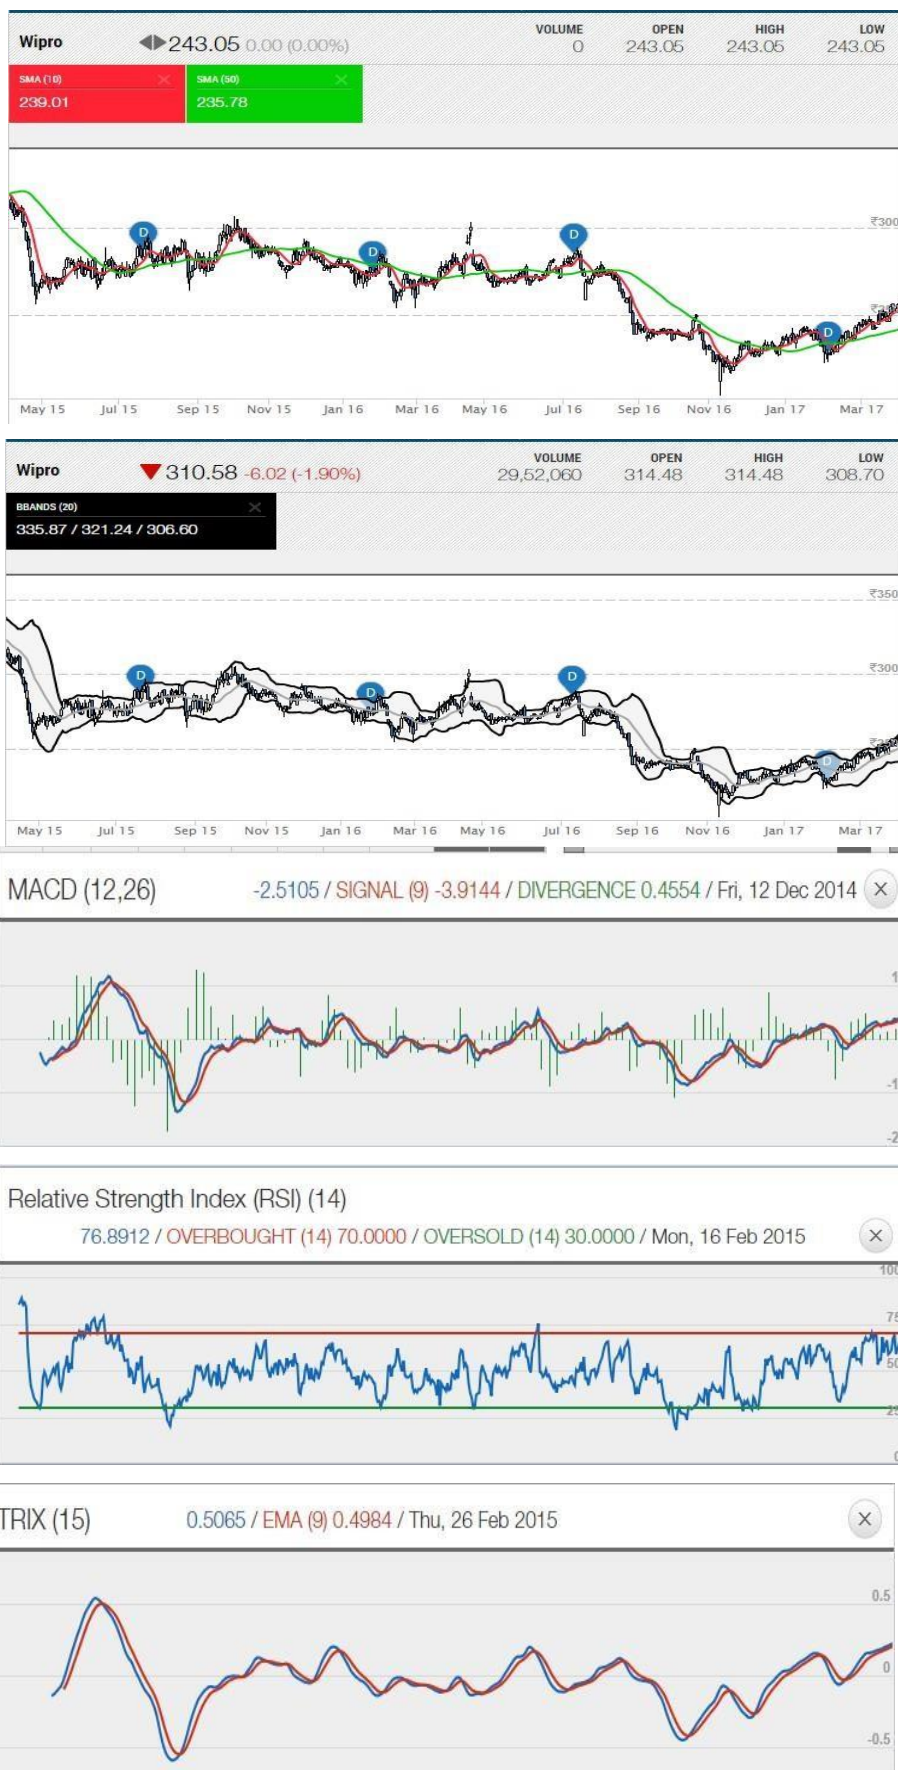 Wipro 243.05 0.00 (0.00%) VOLUME 0 OPEN 243.05 HIGH 243.05 LOW 243.05
SMA (10) SMA (50)
239.01 235.78
₹300
D D D D
May 15 Jul 15 Sep 15 Nov 15 Jan 16 Mar 16 May 16 Jul 16 Sep 16 Nov 16 Jan 17 Mar 17
Wipro 310.58 -6.02 (-1.90%) VOLUME 29,52,060 OPEN 314.48 HIGH 314.48 LOW 308.70
BBANDS (20)
335.87 / 321.24 / 306.60
₹350
₹300
D D D D
May 15 Jul 15 Sep 15 Nov 15 Jan 16 Mar 16 May 16 Jul 16 Sep 16 Nov 16 Jan 17 Mar 17
MACD (12,26) -2.5105 / SIGNAL (9) -3.9144 / DIVERGENCE 0.4554 / Fri, 12 Dec 2014
Relative Strength Index (RSI) (14)
76.8912 / OVERBOUGHT (14) 70.0000 / OVERSOLD (14) 30.0000 / Mon, 16 Feb 2015
100
75
50
25
0
TRIX (15) 0.5065 / EMA (9) 0.4984 / Thu, 26 Feb 2015
0.5
0
-0.5